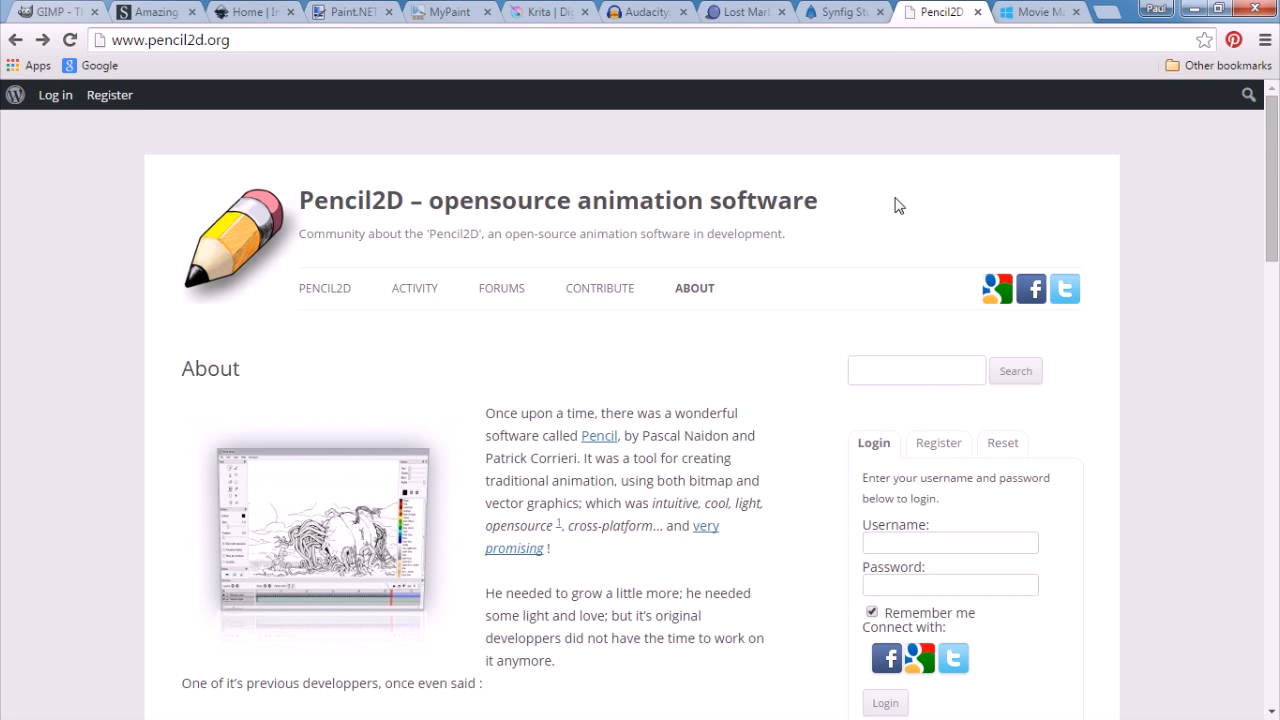 GIMP - Th
Amazing
Home | In
Paint.NET
MyPaint
Krita | Dig
Audacity
Lost Marb
Synfig Stu
Pencil2D
Movie Ma
Paul
www.pencil2d.org
Apps
Google
Other bookmarks
Log in
Register
Pencil2D – opensource animation software
Community about the 'Pencil2D', an open-source animation software in development.
PENCIL2D
ACTIVITY
FORUMS
CONTRIBUTE
ABOUT
About
Search
Once upon a time, there was a wonderful
software called Pencil, by Pascal Naidon and
Patrick Corrieri. It was a tool for creating
traditional animation, using both bitmap and
vector graphics; which was intuitive, cool, light,
opensource 1, cross-platform... and very
promising !
He needed to grow a little more; he needed
some light and love; but it's original
developpers did not have the time to work on
it anymore.
One of it's previous developpers, once even said :
Login
Register
Reset
Enter your username and password
below to login.
Username:
Password:
Remember me
Connect with:
Login